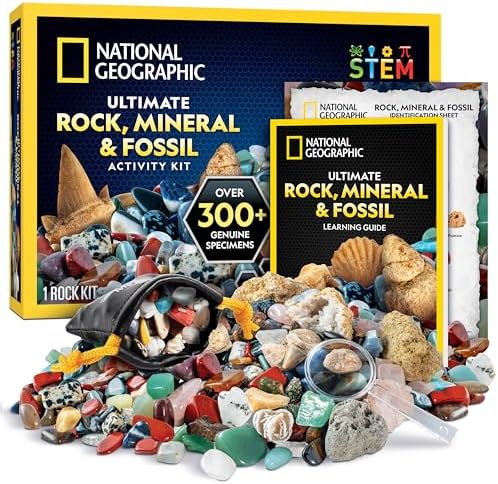 NATIONAL
GEOGRAPHIC
STEM
ULTIMATE
ROCK, MINERAL
& FOSSIL
ACTIVITY KIT
OVER
300+
GENUINE
SPECIMENS
1 ROCK KIT
NATIONAL
GEOGRAPHIC
ROCK, MINERAL & FOSSIL
IDENTIFICATION SHEET
NATIONAL
GEOGRAPHIC
ULTIMATE
ROCK, MINERAL
& FOSSIL
LEARNING GUIDE